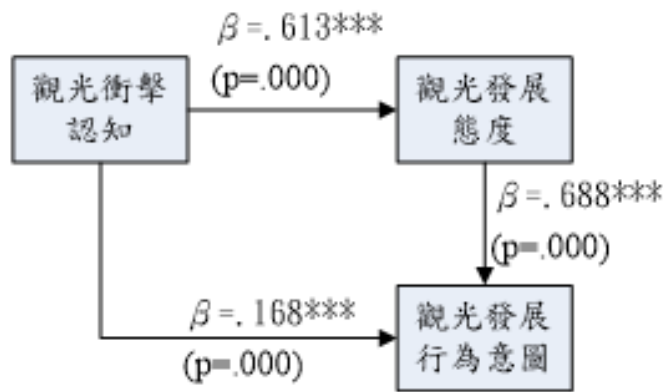 β=. 613***
(p=.000)
觀光衝擊
認知
觀光發展
態度
β=. 688***
(p=.000)
β=. 168***
(p=.000)
觀光發展
行為意圖